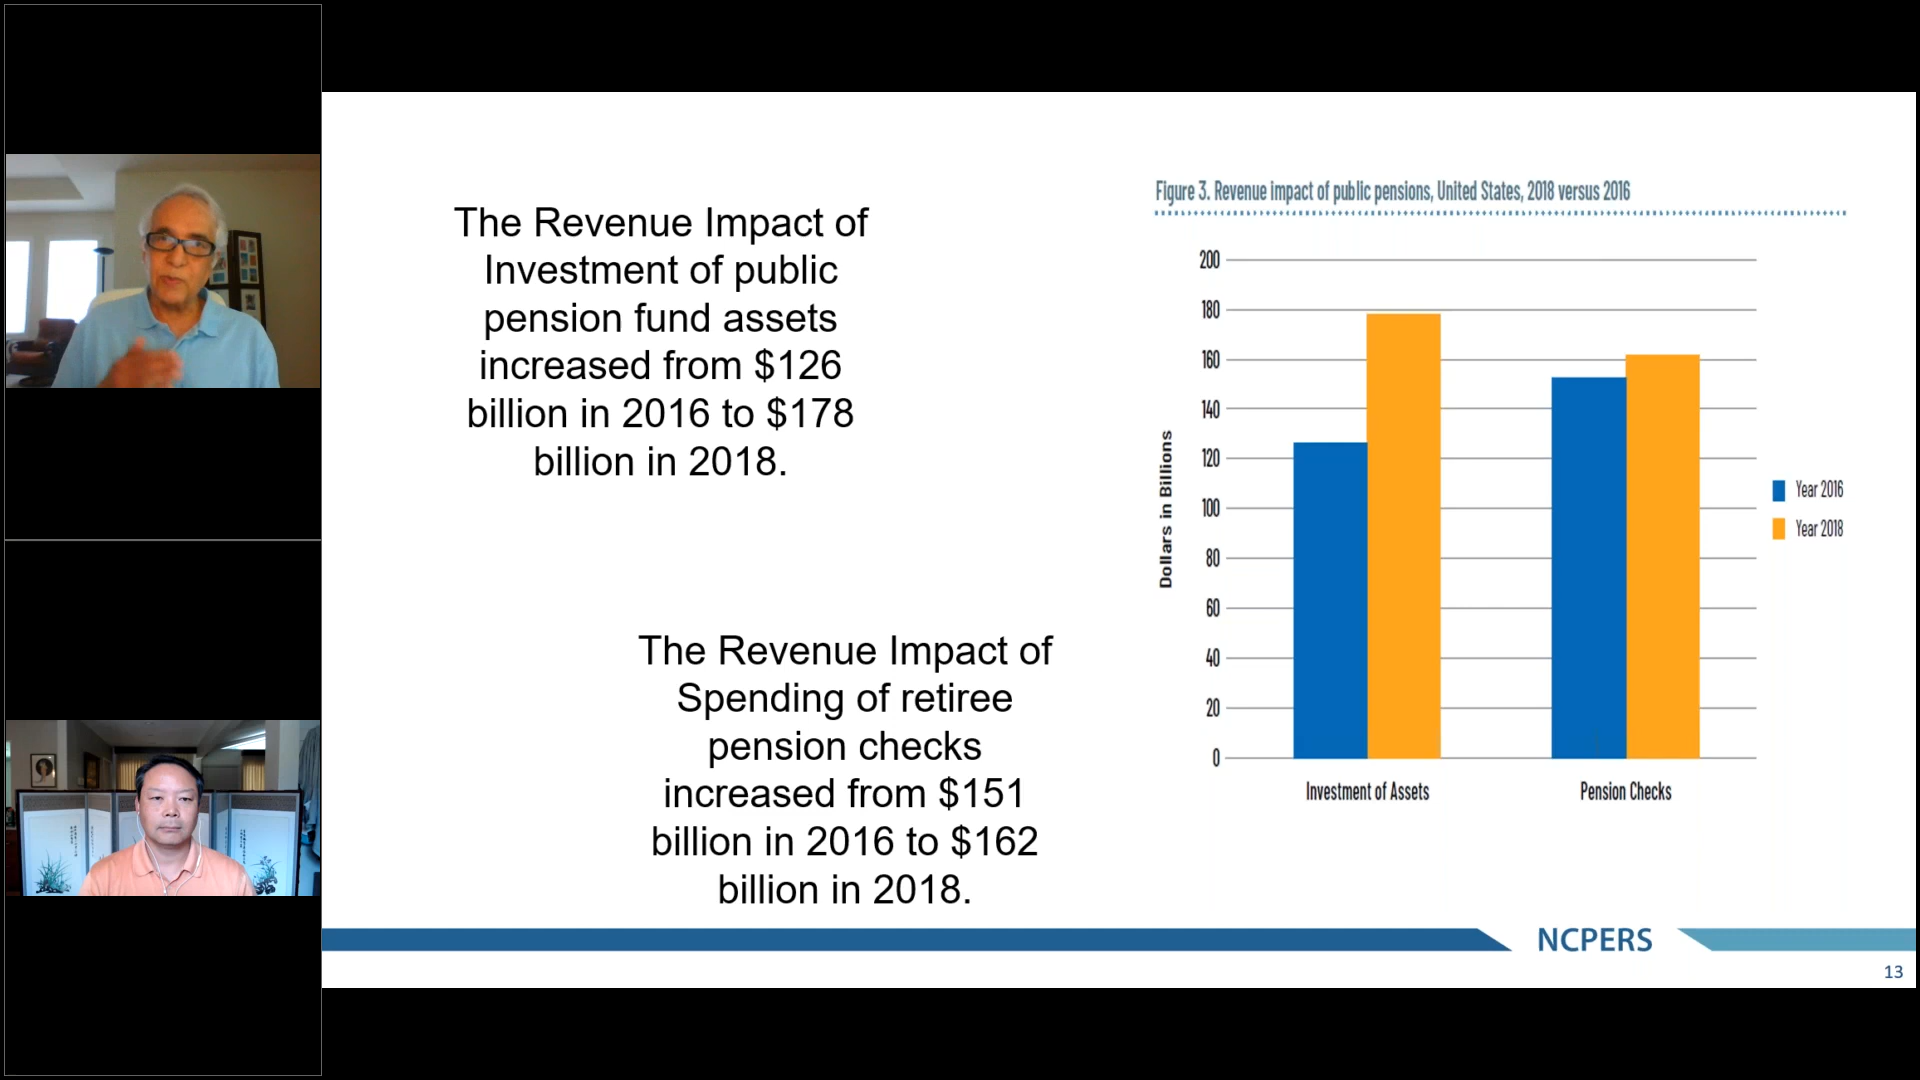 The Revenue Impact of
Investment of public
pension fund assets
increased from $126
billion in 2016 to $178
billion in 2018.
The Revenue Impact of
Spending of retiree
pension checks
increased from $151
billion in 2016 to $162
billion in 2018.
Figure 3. Revenue impact of public pensions, United States, 2018 versus 2016
Dollars in Billions
200
180
160
140
120
100
80
60
40
20
0
Investment of Assets
Pension Checks
Year 2016
Year 2018
NCPERS
13